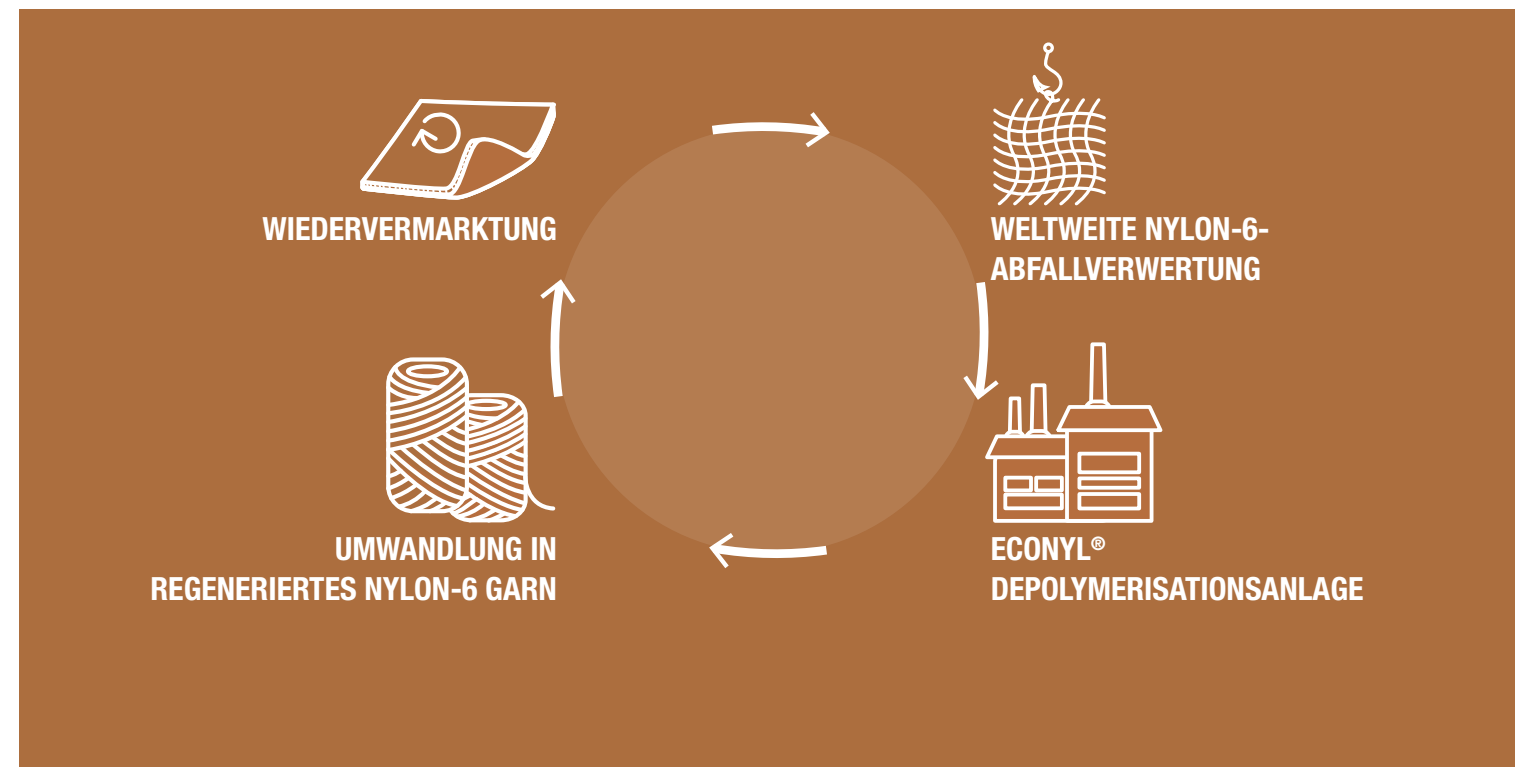 WIEDERVERMARKTUNG
WELTWEITE NYLON-6-
ABFALLVERWERTUNG
UMWANDLUNG IN
REGENERIERTES NYLON-6 GARN
ECONYL®
DEPOLYMERISATIONSANLAGE